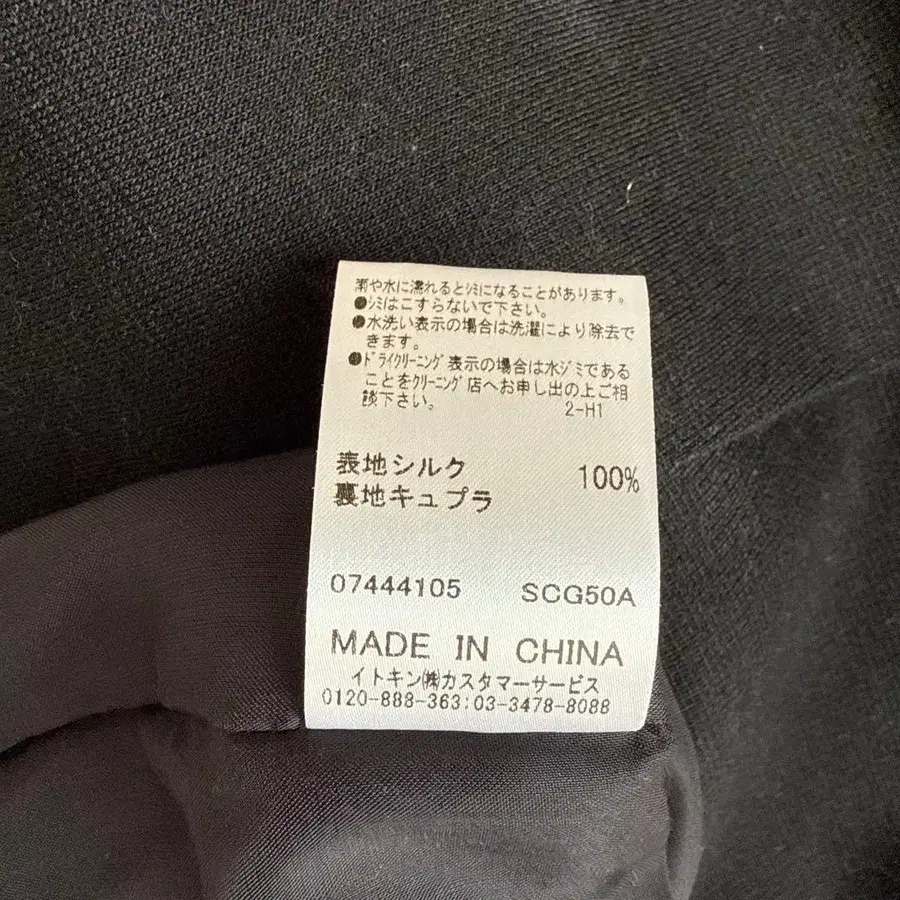 雨や水に濡れるとシミになることがあります。
●シミはこすらないで下さい。
●水洗い表示の場合は洗濯により除去で
きます。
●ドライクリーニング表示の場合は水ジミである
ことをクリーニング店へお申し出の上ご相
談下さい。 2-H1
表地シルク 100%
裏地キュプラ
07444105 SCG50A
MADE IN CHINA
イトキン㈱カスタマーサービス
0120-888-363:03-3478-8088